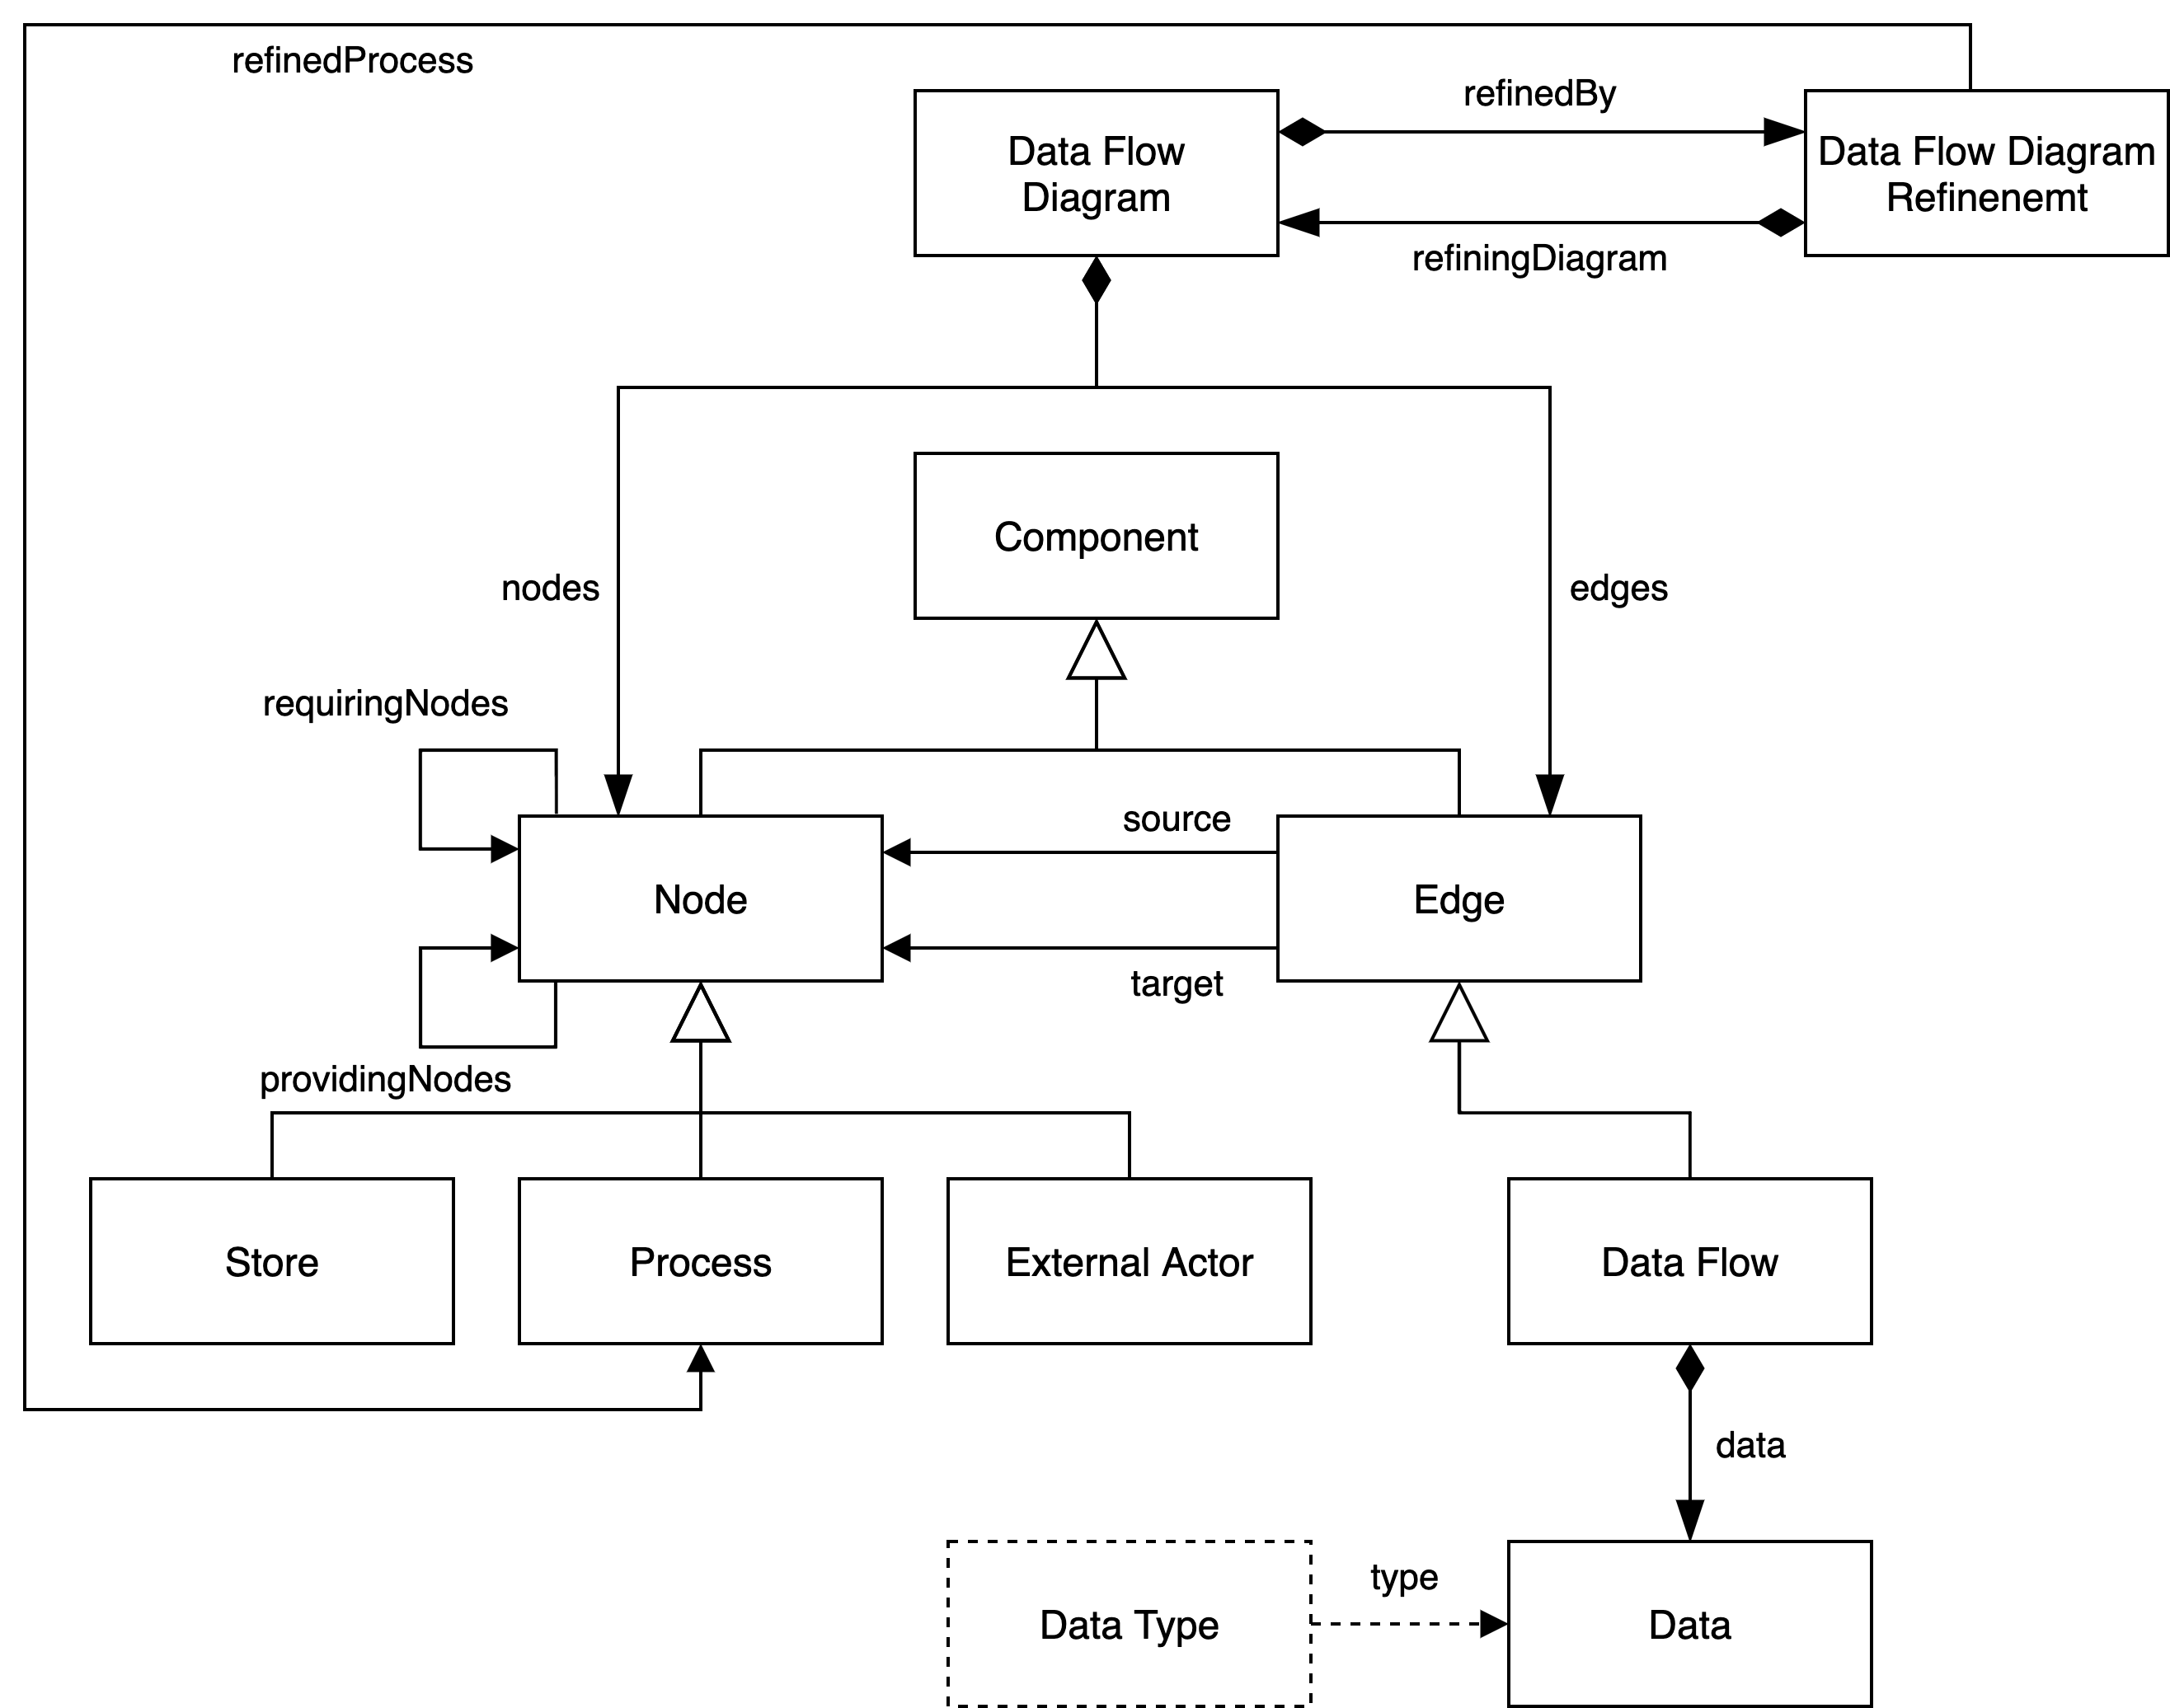 refinedProcess
refinedBy
Data Flow
Diagram
Data Flow Diagram
Refinenemt
refiningDiagram
Component
nodes
edges
requiringNodes
source
Node
Edge
target
providingNodes
Store
Process
External Actor
Data Flow
data
type
Data Type
Data